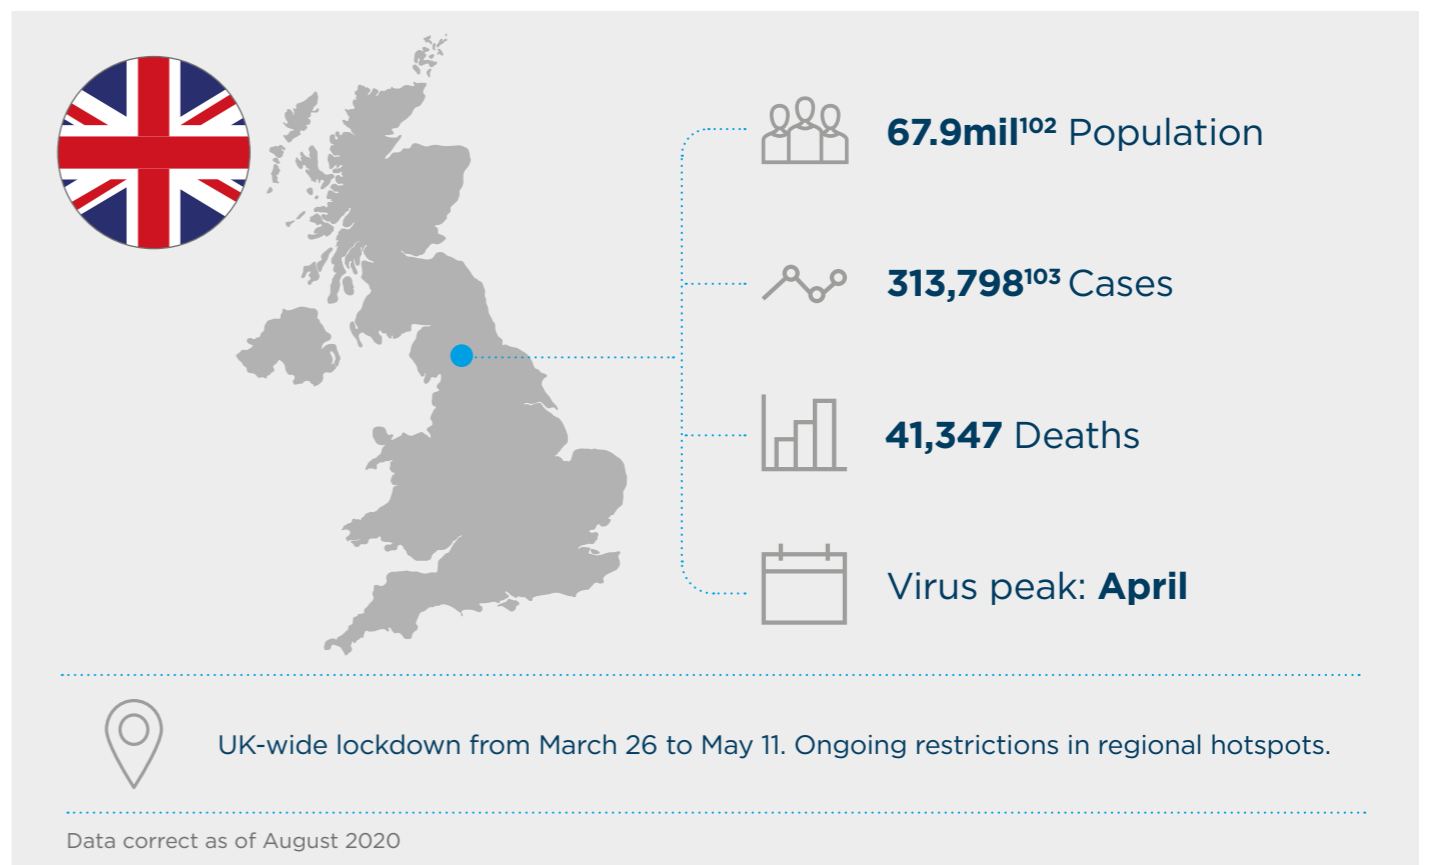 67.9mil¹⁰² Population
313,798¹⁰³ Cases
41,347 Deaths
Virus peak: April
UK-wide lockdown from March 26 to May 11. Ongoing restrictions in regional hotspots.
Data correct as of August 2020